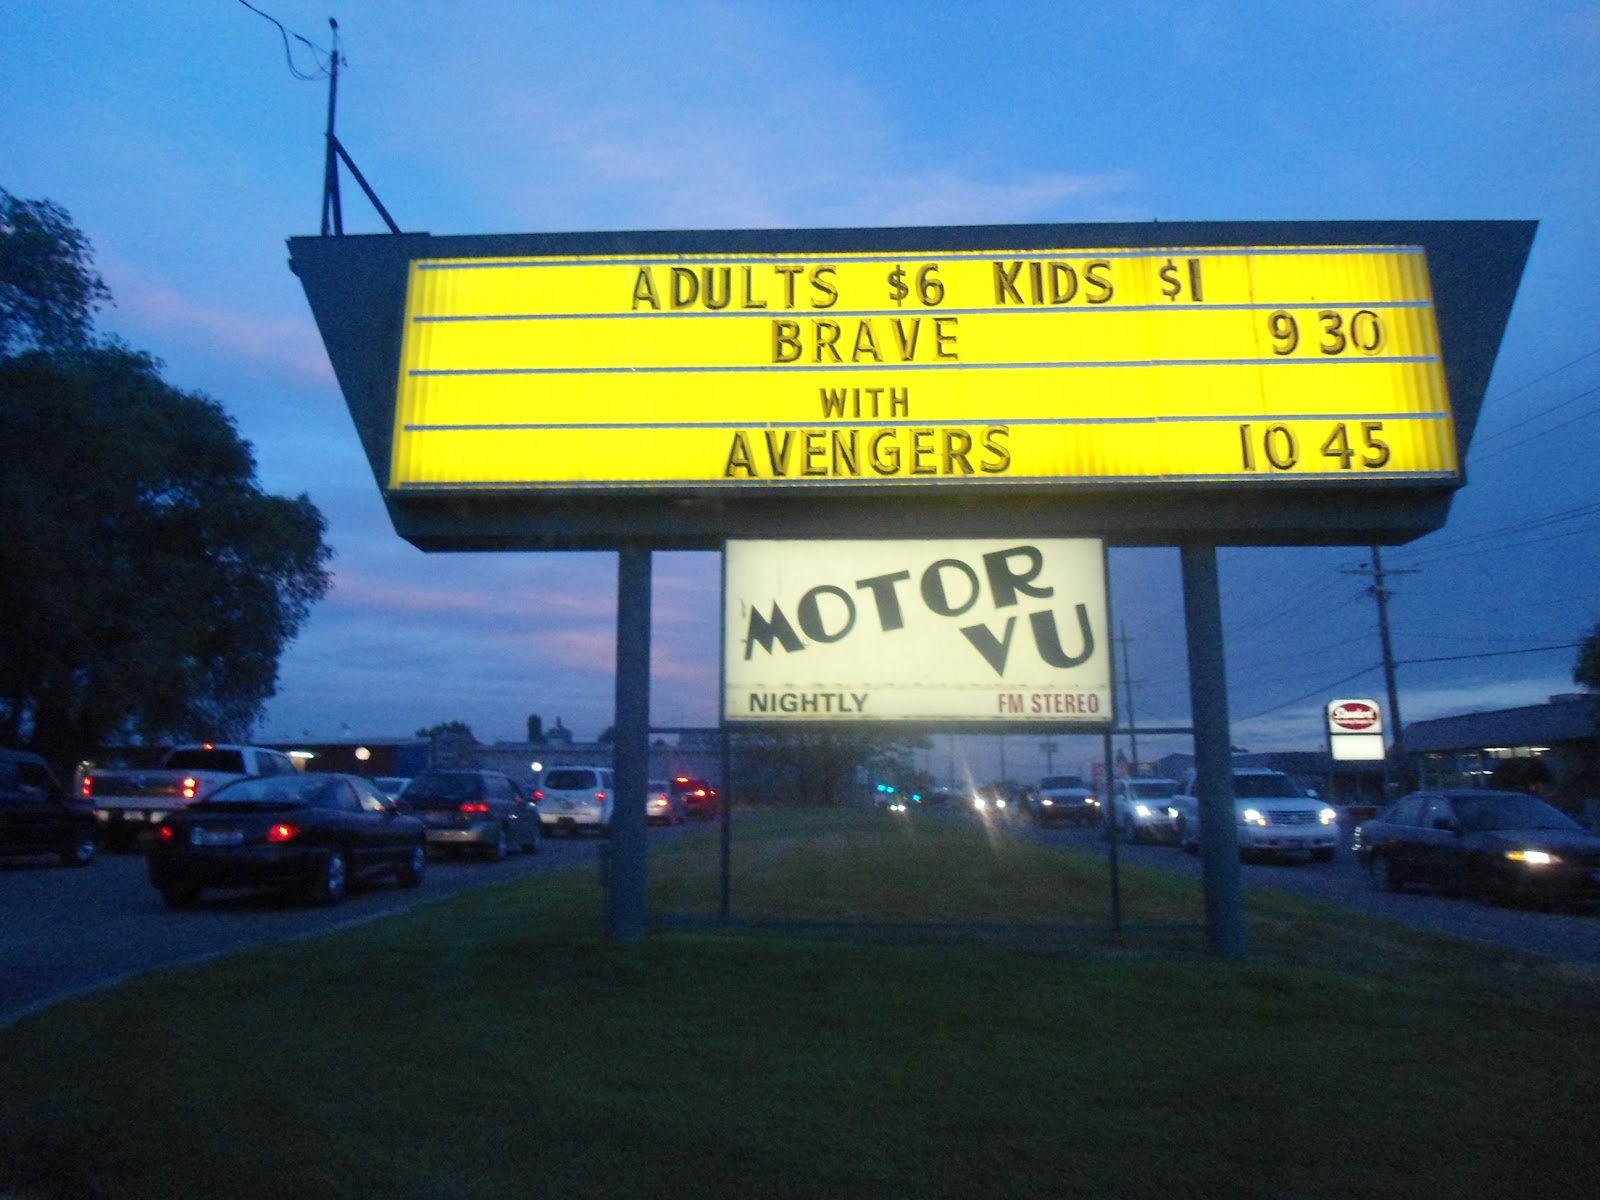 ADULTS $6 KIDS $1
BRAVE 9 30
WITH
AVENGERS 10 45
MOTOR
VU
NIGHTLY FM STEREO